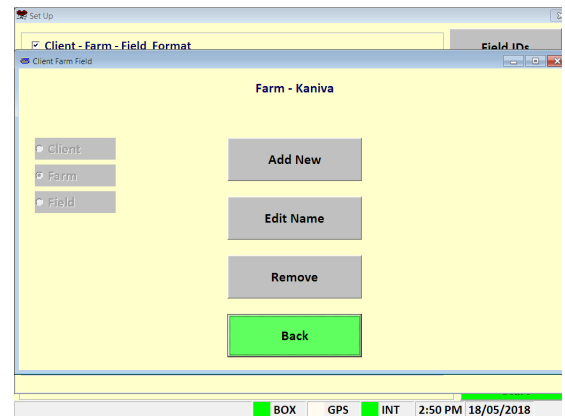 Set Up
Client - Farm - Field Format
Field IDs
Client Farm Field
Farm - Kaniva
Client
Farm
Field
Add New
Edit Name
Remove
Back
BOX GPS INT 2:50 PM 18/05/2018